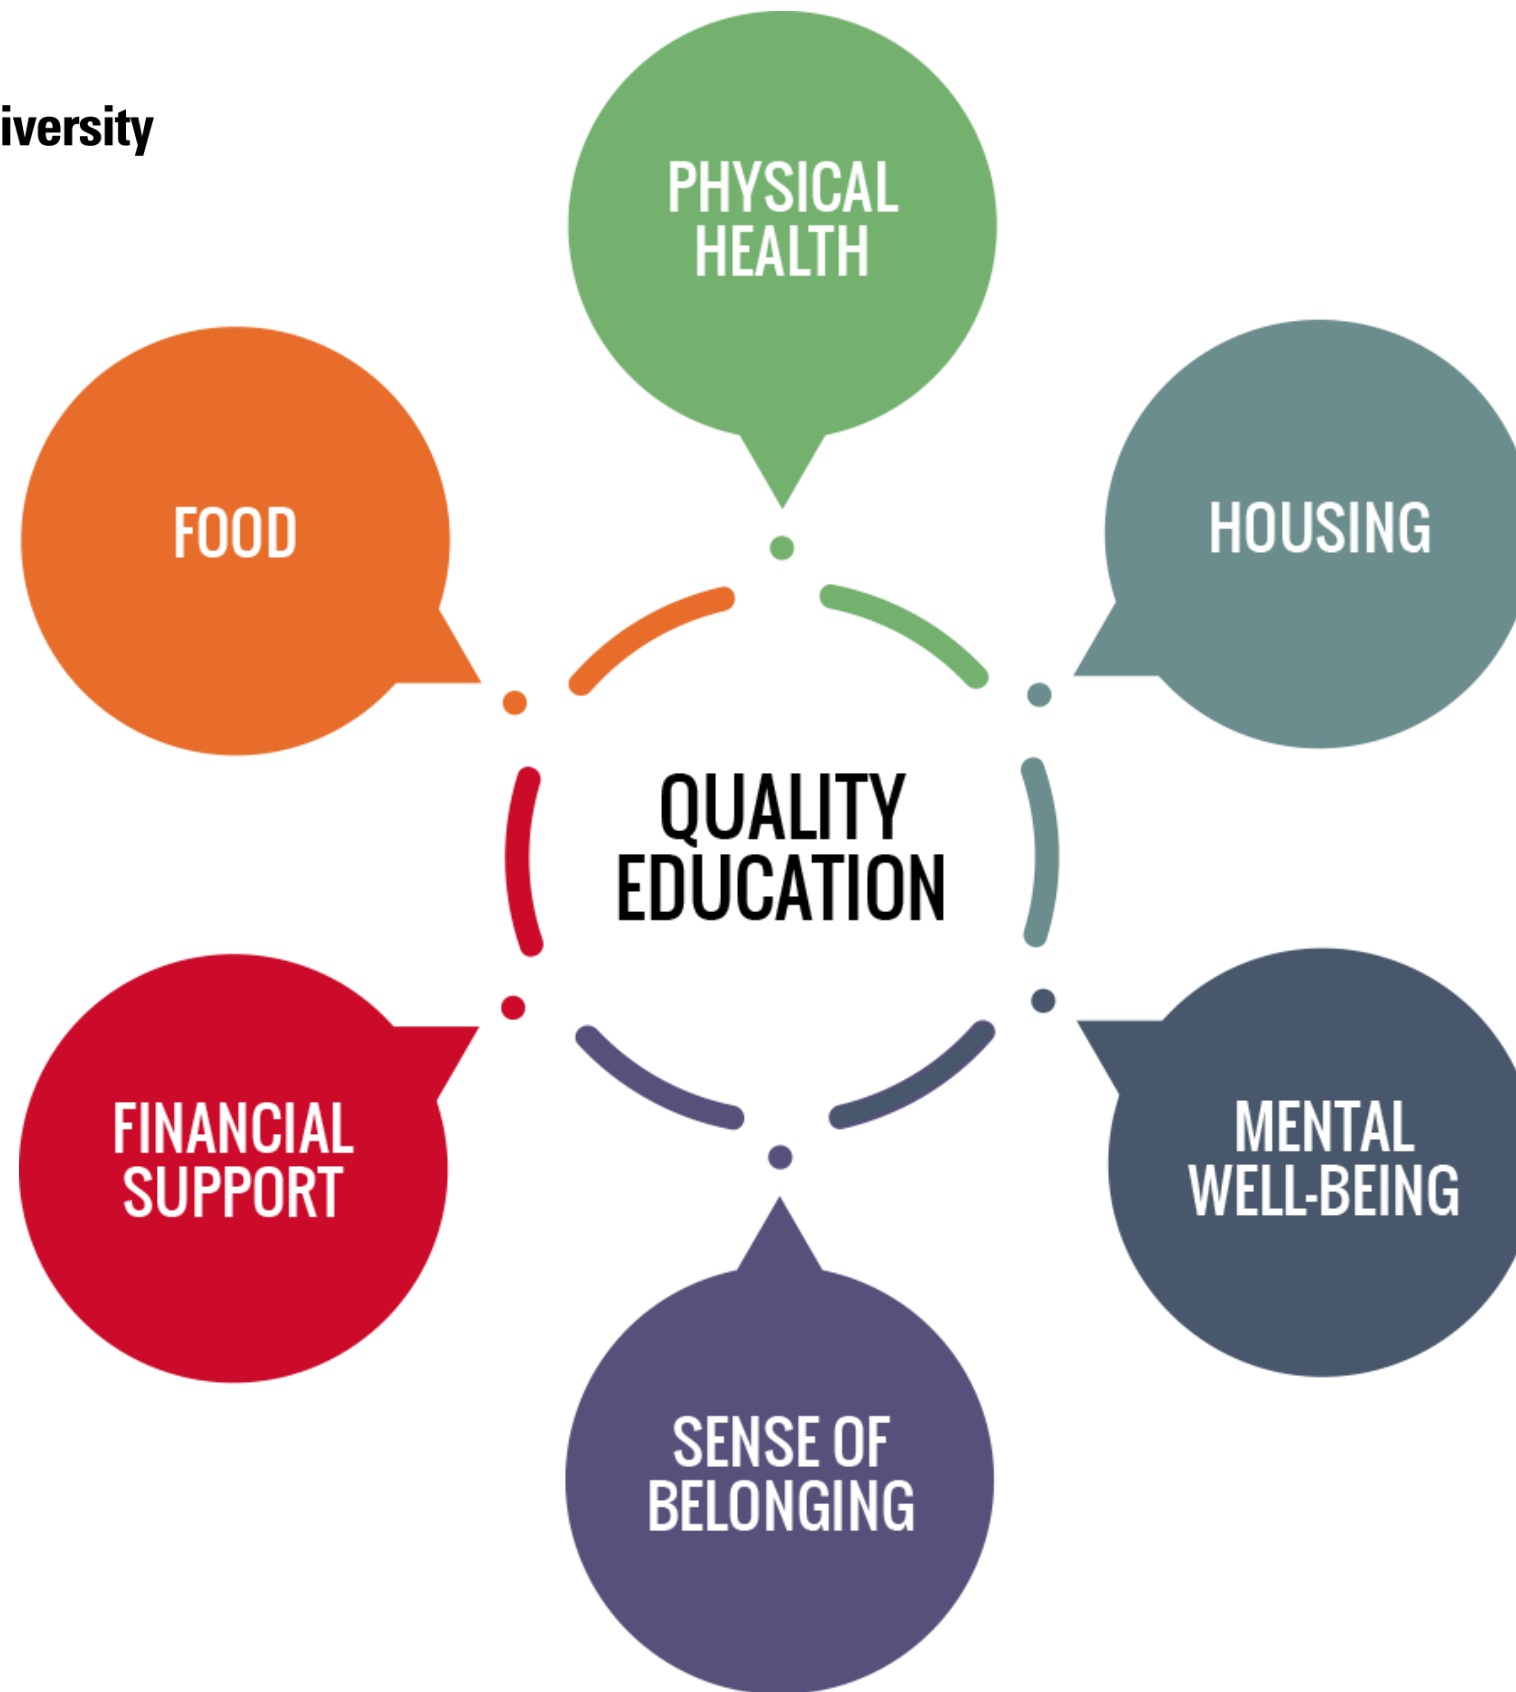 iversity
PHYSICAL
HEALTH
FOOD
HOUSING
QUALITY
EDUCATION
FINANCIAL
SUPPORT
MENTAL
WELL-BEING
SENSE OF
BELONGING